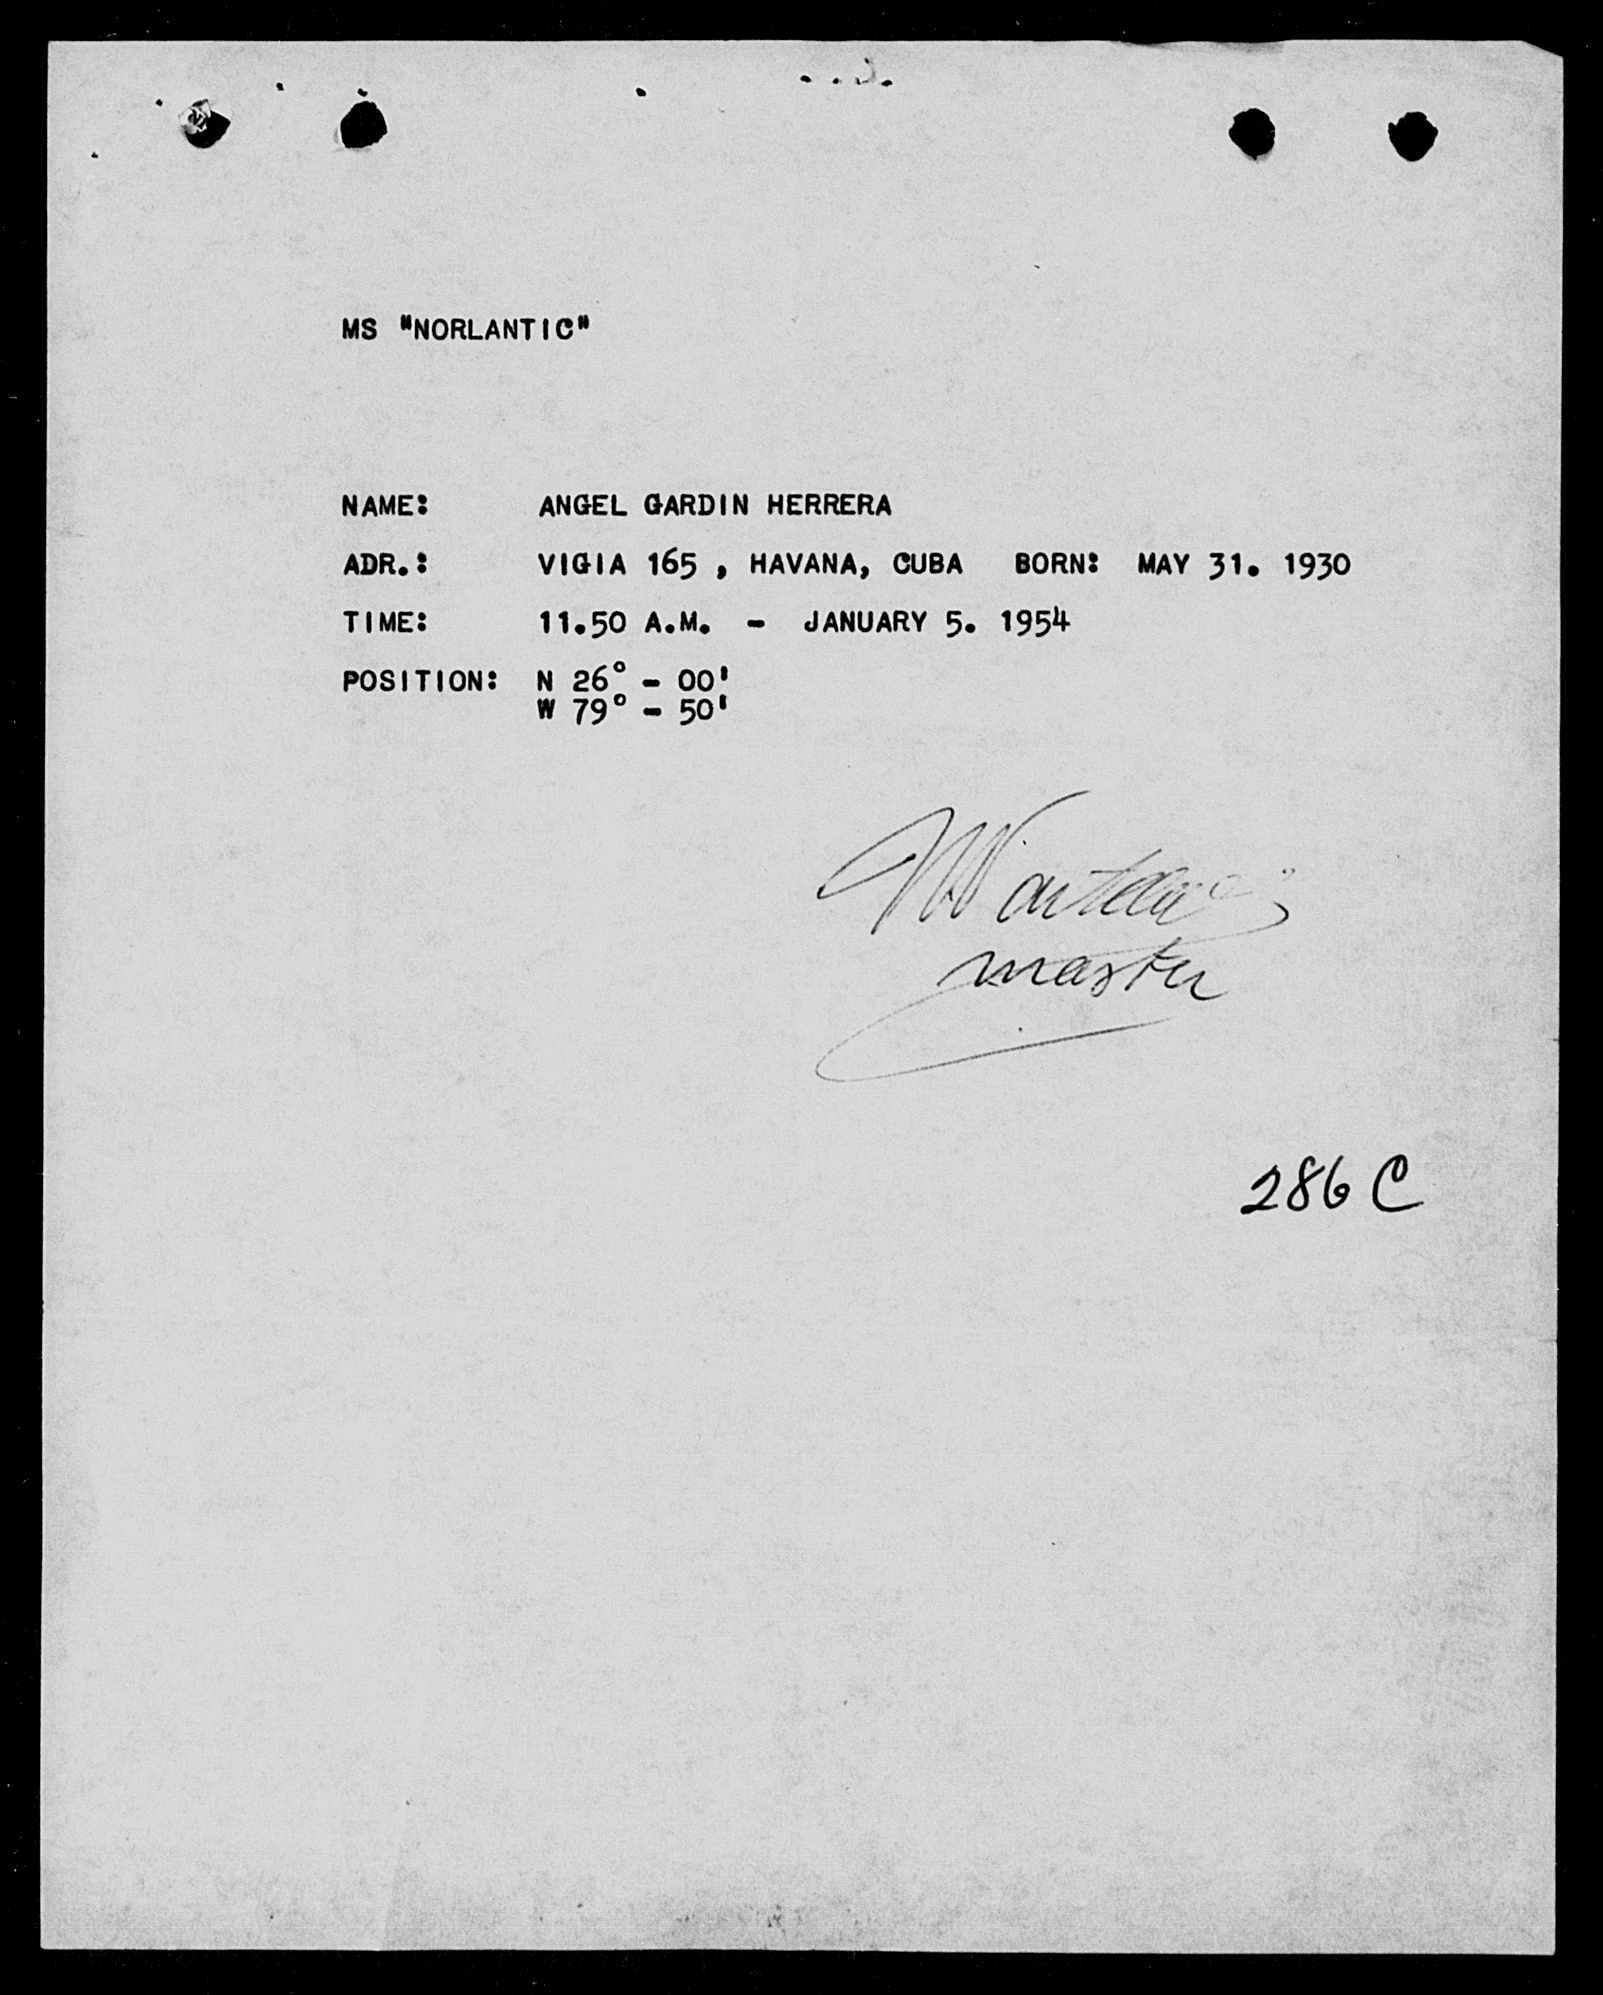 MS "NORLANTIC"
NAME: ANGEL GARDIN HERRERA
ADR.: VIGIA 165 , HAVANA, CUBA BORN: MAY 31. 1930
TIME: 11.50 A.M. - JANUARY 5. 1954
POSITION: N 26° - 00'
W 79° - 50'
master
286 C